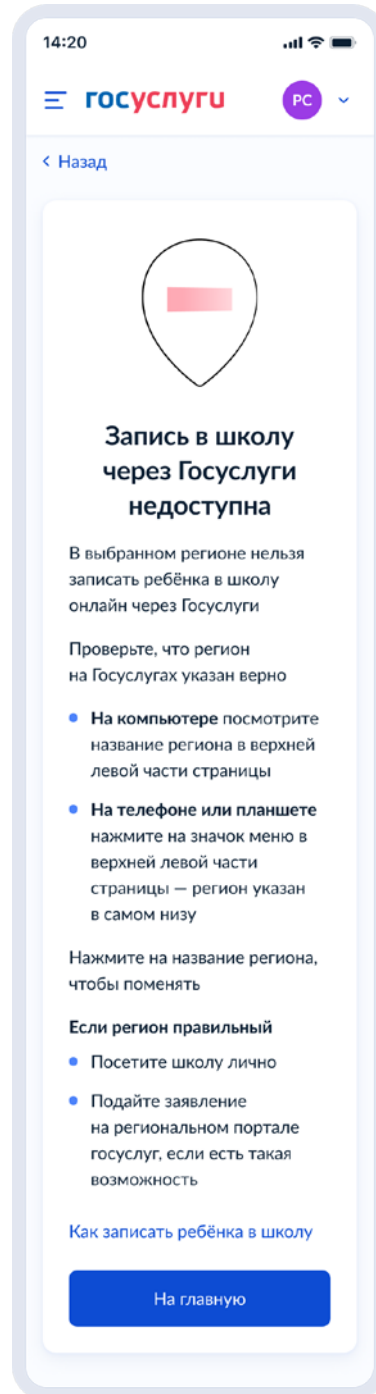 14:20
госуслуги
РС
Назад
Запись в школу
через Госуслуги
недоступна
В выбранном регионе нельзя
записать ребёнка в школу
онлайн через Госуслуги
Проверьте, что регион
на Госуслугах указан верно
На компьютере посмотрите
название региона в верхней
левой части страницы
На телефоне или планшете
нажмите на значок меню в
верхней левой части
страницы — регион указан
в самом низу
Нажмите на название региона,
чтобы поменять
Если регион правильный
Посетите школу лично
Подайте заявление
на региональном портале
госуслуг, если есть такая
возможность
Как записать ребёнка в школу
На главную